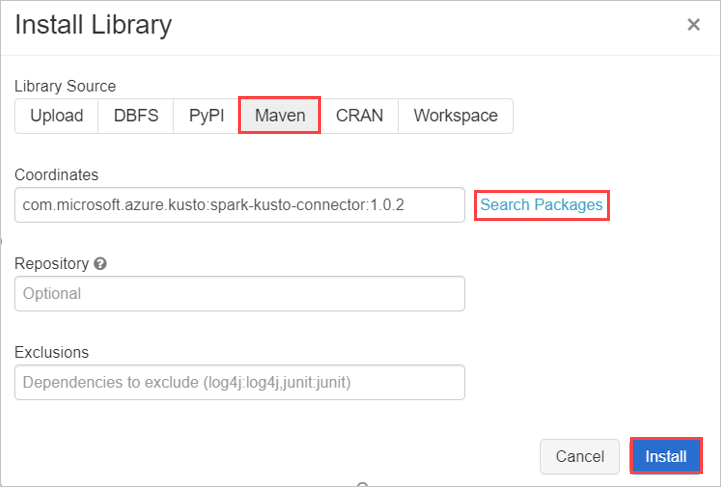 Install Library ×
Library Source
Upload DBFS PyPI Maven CRAN Workspace
Coordinates
com.microsoft.azure.kusto:spark-kusto-connector:1.0.2 Search Packages
Repository ?
Optional
Exclusions
Dependencies to exclude (log4j:log4j,junit:junit)
Cancel Install